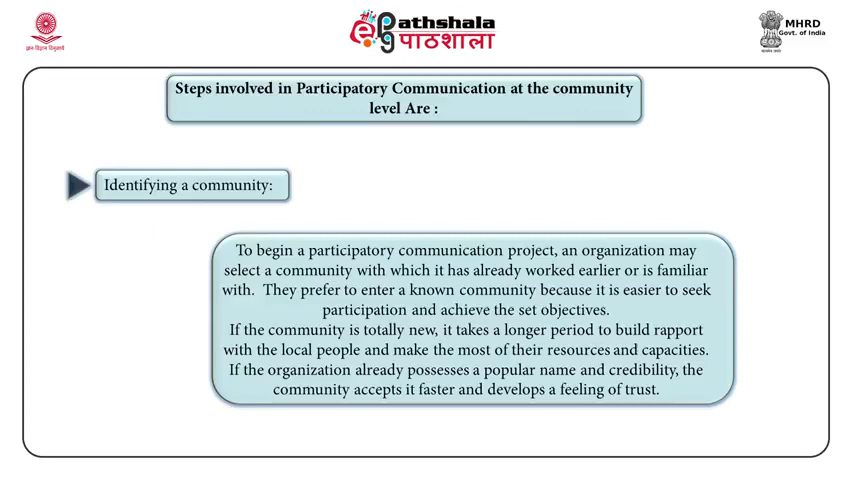 ज्ञान-विज्ञान विमुक्तये
epathshala
पाठशाला
MHRD
Govt. of India
सत्यमेव जयते
Steps involved in Participatory Communication at the community
level Are :
Identifying a community:
To begin a participatory communication project, an organization may
select a community with which it has already worked earlier or is familiar
with. They prefer to enter a known community because it is easier to seek
participation and achieve the set objectives.
If the community is totally new, it takes a longer period to build rapport
with the local people and make the most of their resources and capacities.
If the organization already possesses a popular name and credibility, the
community accepts it faster and develops a feeling of trust.